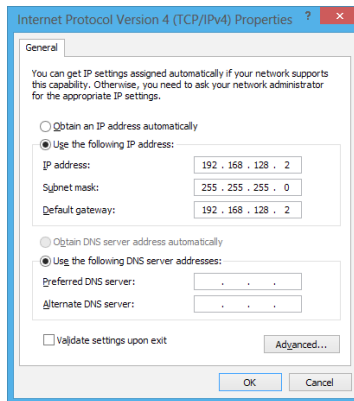 Internet Protocol Version 4 (TCP/IPv4) Properties ? ×
General
You can get IP settings assigned automatically if your network supports
this capability. Otherwise, you need to ask your network administrator
for the appropriate IP settings.
Obtain an IP address automatically
Use the following IP address:
IP address: 192 . 168 . 128 . 2
Subnet mask: 255 . 255 . 255 . 0
Default gateway: 192 . 168 . 128 . 2
Obtain DNS server address automatically
Use the following DNS server addresses:
Preferred DNS server: . . .
Alternate DNS server: . . .
Validate settings upon exit
Advanced...
OK Cancel